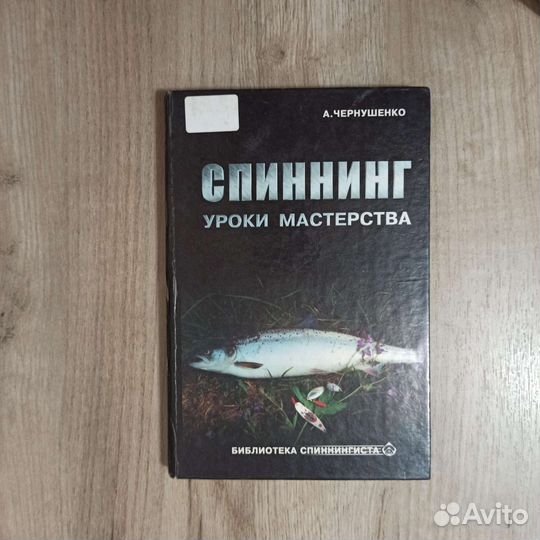 А.ЧЕРНУШЕНКО
СПИННИНГ
УРОКИ МАСТЕРСТВА
БИБЛИОТЕКА СПИННИНГИСТА
Avito